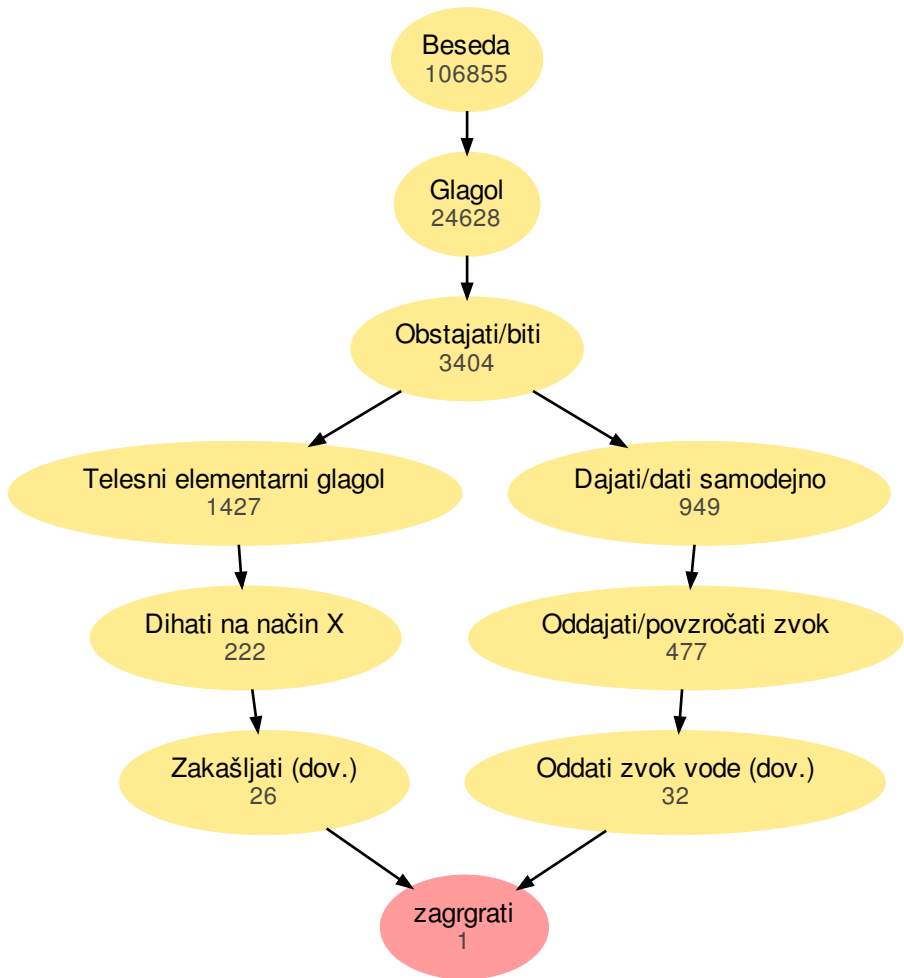 Beseda
106855
Glagol
24628
Obstajati/biti
3404
Telesni elementarni glagol
1427
Dajati/dati samodejno
949
Dihati na način X
222
Oddajati/povzročati zvok
477
Zakašljati (dov.)
26
Oddati zvok vode (dov.)
32
zagrgrati
1